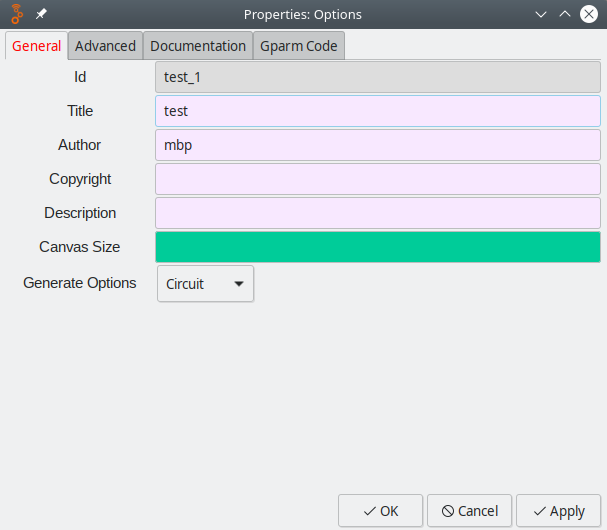 Properties: Options
General Advanced Documentation Gparm Code
Id test_1
Title test
Author mbp
Copyright
Description
Canvas Size
Generate Options Circuit
OK Cancel Apply